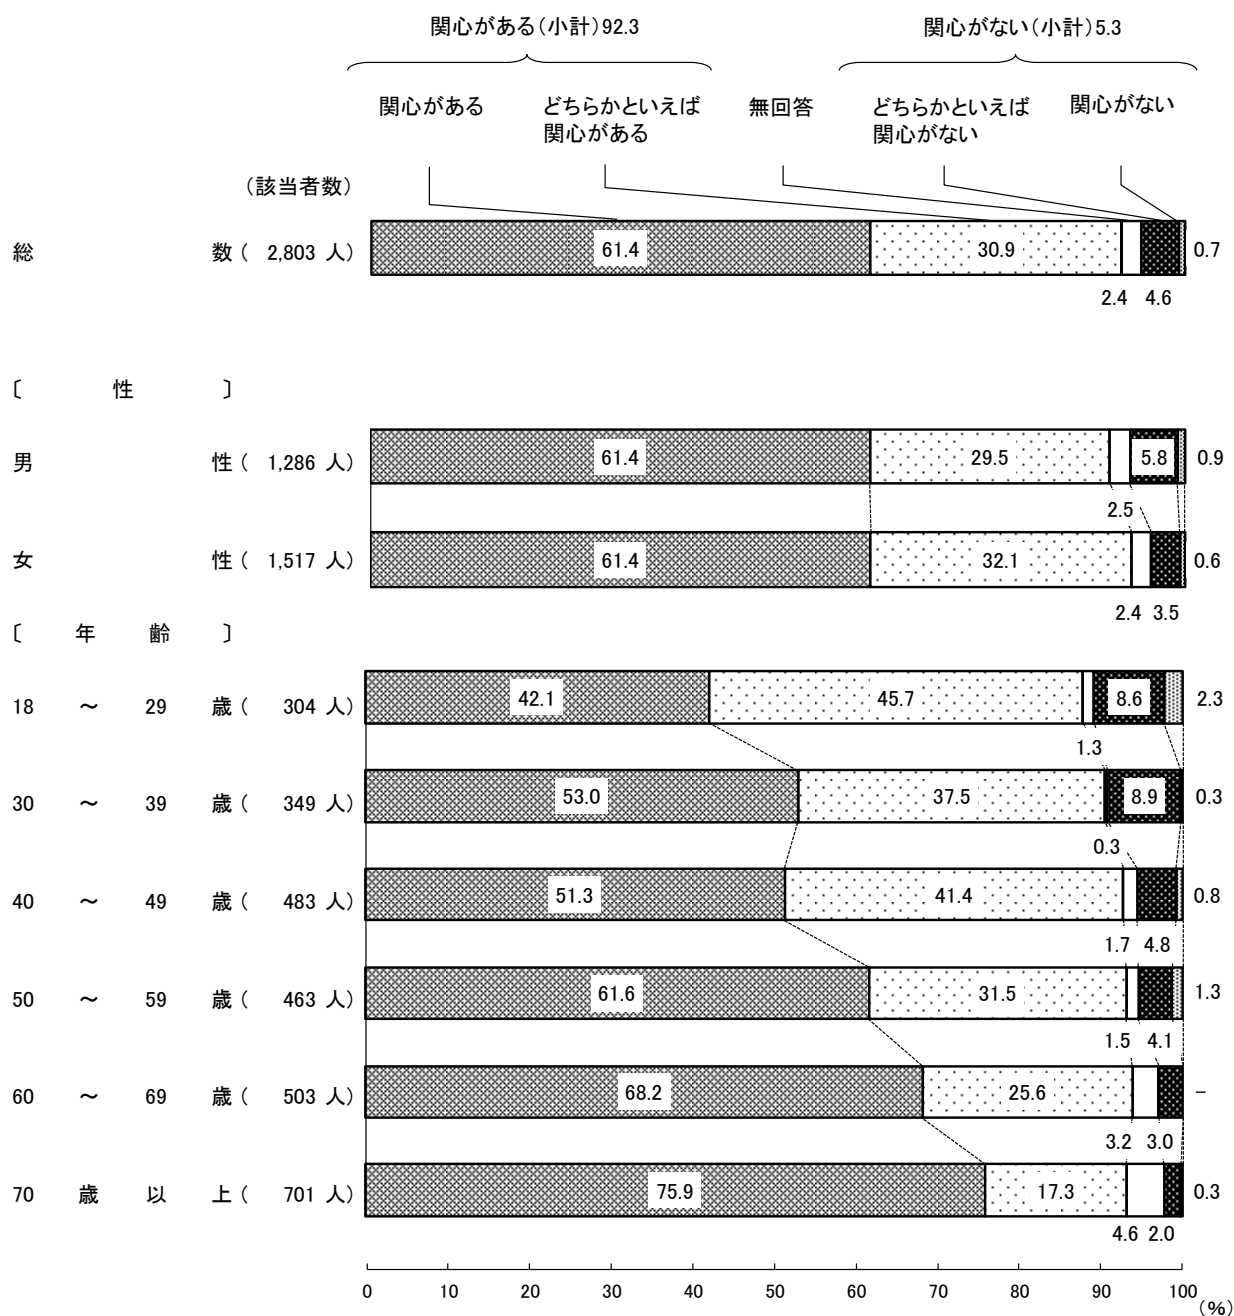 関心がある（小計）92.3 関心がない（小計）5.3
関心がある どちらかといえば 無回答 どちらかといえば 関心がない
関心がある 関心がない
（該当者数）
総 数（ 2,803 人） 61.4 30.9 0.7
2.4 4.6
〔 性 〕
男 性（ 1,286 人） 61.4 29.5 5.8 0.9
2.5
女 性（ 1,517 人） 61.4 32.1 0.6
2.4 3.5
〔 年 齢 〕
18 ～ 29 歳（ 304 人） 42.1 45.7 8.6 2.3
1.3
30 ～ 39 歳（ 349 人） 53.0 37.5 8.9 0.3
0.3
40 ～ 49 歳（ 483 人） 51.3 41.4 0.8
1.7 4.8
50 ～ 59 歳（ 463 人） 61.6 31.5 1.3
1.5 4.1
60 ～ 69 歳（ 503 人） 68.2 25.6 －
3.2 3.0
70 歳 以 上（ 701 人） 75.9 17.3 0.3
4.6 2.0
0 10 20 30 40 50 60 70 80 90 100
（％）